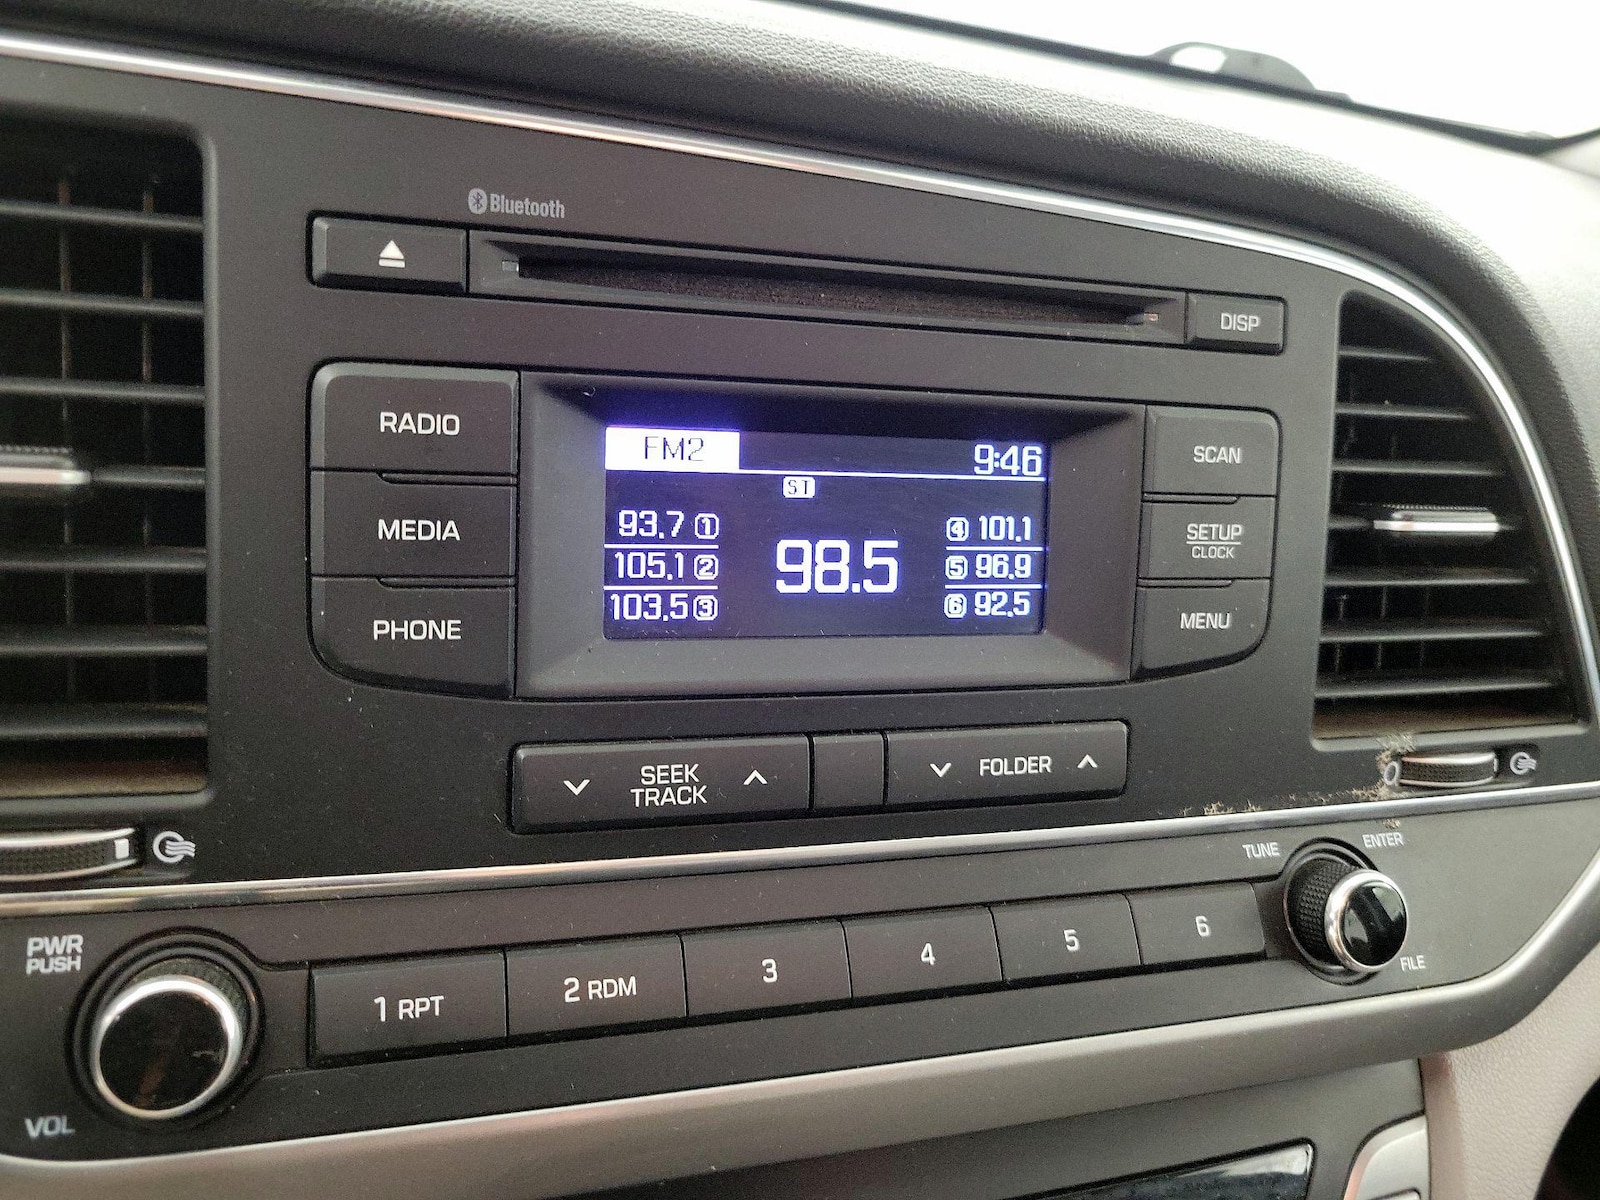 Bluetooth
DISP
RADIO
MEDIA
PHONE
FM2
9:46
ST
93.7 1
105.1 2
103.5 3
98.5
4 101.1
5 96.9
6 92.5
SCAN
SETUP
CLOCK
MENU
SEEK
TRACK
FOLDER
TUNE
ENTER
FILE
PWR
PUSH
VOL
1 RPT
2 RDM
3
4
5
6